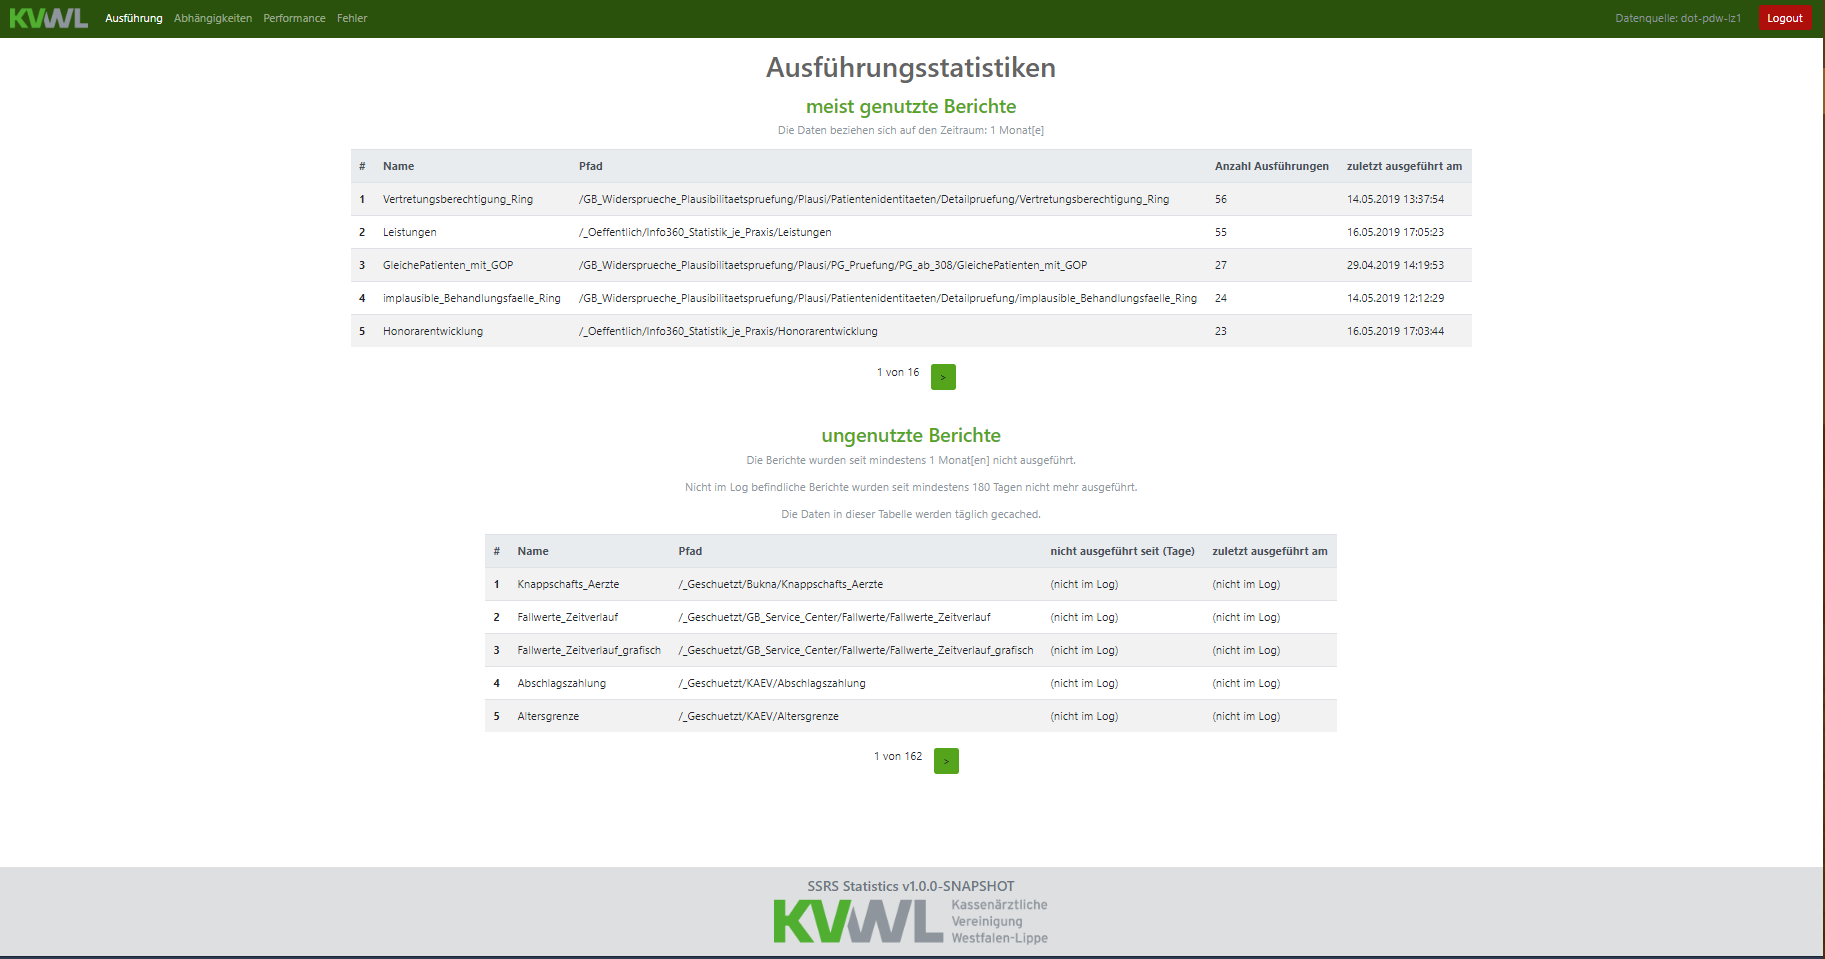 KVWL Ausführung Abhängigkeiten Performance Fehler Datenquelle: dot-pdw-lz1 Logout
Ausführungsstatistiken
meist genutzte Berichte
Die Daten beziehen sich auf den Zeitraum: 1 Monat[e]
# Name Pfad Anzahl Ausführungen zuletzt ausgeführt am
1 Vertretungsberechtigung_Ring /GB_Widersprueche_Plausibilitaetspruefung/Plausi/Patientenidentitaeten/Detailpruefung/Vertretungsberechtigung_Ring 56 14.05.2019 13:37:54
2 Leistungen /_Oeffentlich/Info360_Statistik_je_Praxis/Leistungen 55 16.05.2019 17:05:23
3 GleichePatienten_mit_GOP /GB_Widersprueche_Plausibilitaetspruefung/Plausi/PG_Pruefung/PG_ab_308/GleichePatienten_mit_GOP 27 29.04.2019 14:19:53
4 implausible_Behandlungsfaelle_Ring /GB_Widersprueche_Plausibilitaetspruefung/Plausi/Patientenidentitaeten/Detailpruefung/implausible_Behandlungsfaelle_Ring 24 14.05.2019 12:12:29
5 Honorarentwicklung /_Oeffentlich/Info360_Statistik_je_Praxis/Honorarentwicklung 23 16.05.2019 17:03:44
1 von 16 >
ungenutzte Berichte
Die Berichte wurden seit mindestens 1 Monat[en] nicht ausgeführt.
Nicht im Log befindliche Berichte wurden seit mindestens 180 Tagen nicht mehr ausgeführt.
Die Daten in dieser Tabelle werden täglich gecached.
# Name Pfad nicht ausgeführt seit (Tage) zuletzt ausgeführt am
1 Knappschafts_Aerzte /_Geschuetzt/Bukna/Knappschafts_Aerzte (nicht im Log) (nicht im Log)
2 Fallwerte_Zeitverlauf /_Geschuetzt/GB_Service_Center/Fallwerte/Fallwerte_Zeitverlauf (nicht im Log) (nicht im Log)
3 Fallwerte_Zeitverlauf_grafisch /_Geschuetzt/GB_Service_Center/Fallwerte/Fallwerte_Zeitverlauf_grafisch (nicht im Log) (nicht im Log)
4 Abschlagszahlung /_Geschuetzt/KAEV/Abschlagszahlung (nicht im Log) (nicht im Log)
5 Altersgrenze /_Geschuetzt/KAEV/Altersgrenze (nicht im Log) (nicht im Log)
1 von 162 >
SSRS Statistics v1.0.0-SNAPSHOT
KVWL
Kassenärztliche
Vereinigung
Westfalen-Lippe